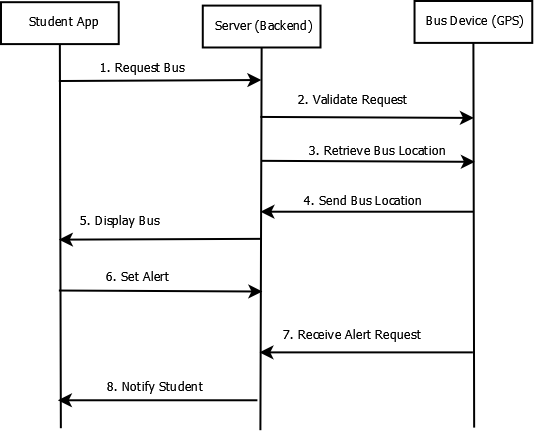 Student App
Server (Backend)
Bus Device (GPS)
1. Request Bus
2. Validate Request
3. Retrieve Bus Location
4. Send Bus Location
5. Display Bus
6. Set Alert
7. Receive Alert Request
8. Notify Student